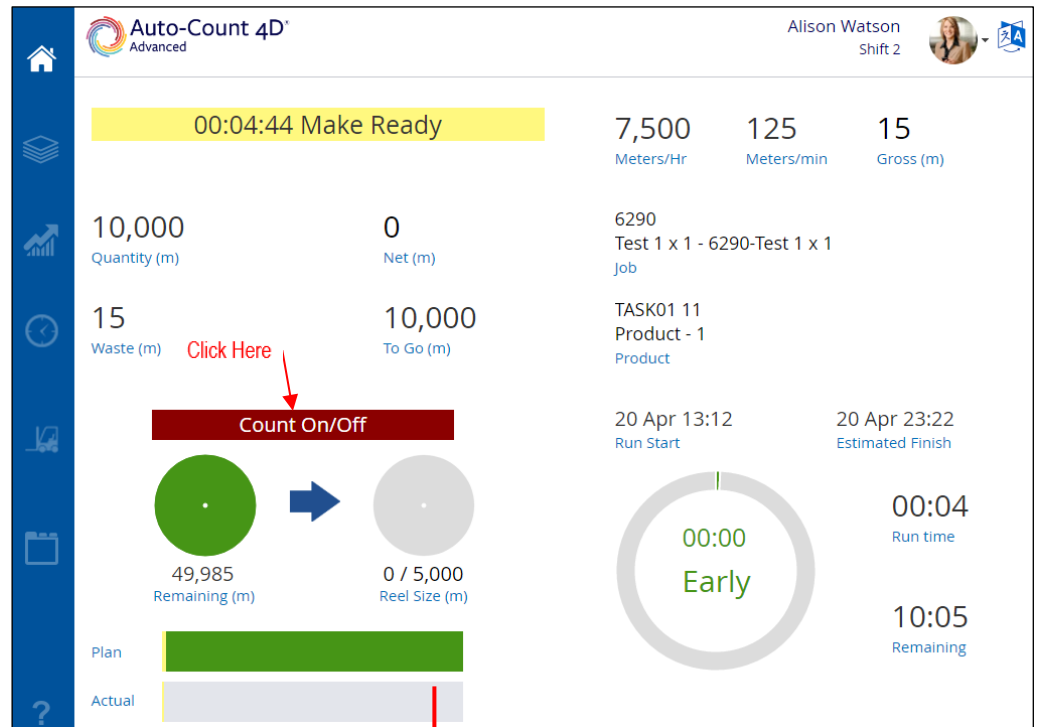 Auto-Count 4D®
Advanced
Alison Watson
Shift 2
00:04:44 Make Ready
7,500
Meters/Hr
125
Meters/min
15
Gross (m)
10,000
Quantity (m)
0
Net (m)
6290
Test 1 x 1 - 6290-Test 1 x 1
Job
15
Waste (m)
10,000
To Go (m)
TASK01 11
Product - 1
Product
Click Here
Count On/Off
20 Apr 13:12
Run Start
20 Apr 23:22
Estimated Finish
49,985
Remaining (m)
0 / 5,000
Reel Size (m)
00:00
Early
00:04
Run time
10:05
Remaining
Plan
Actual
?